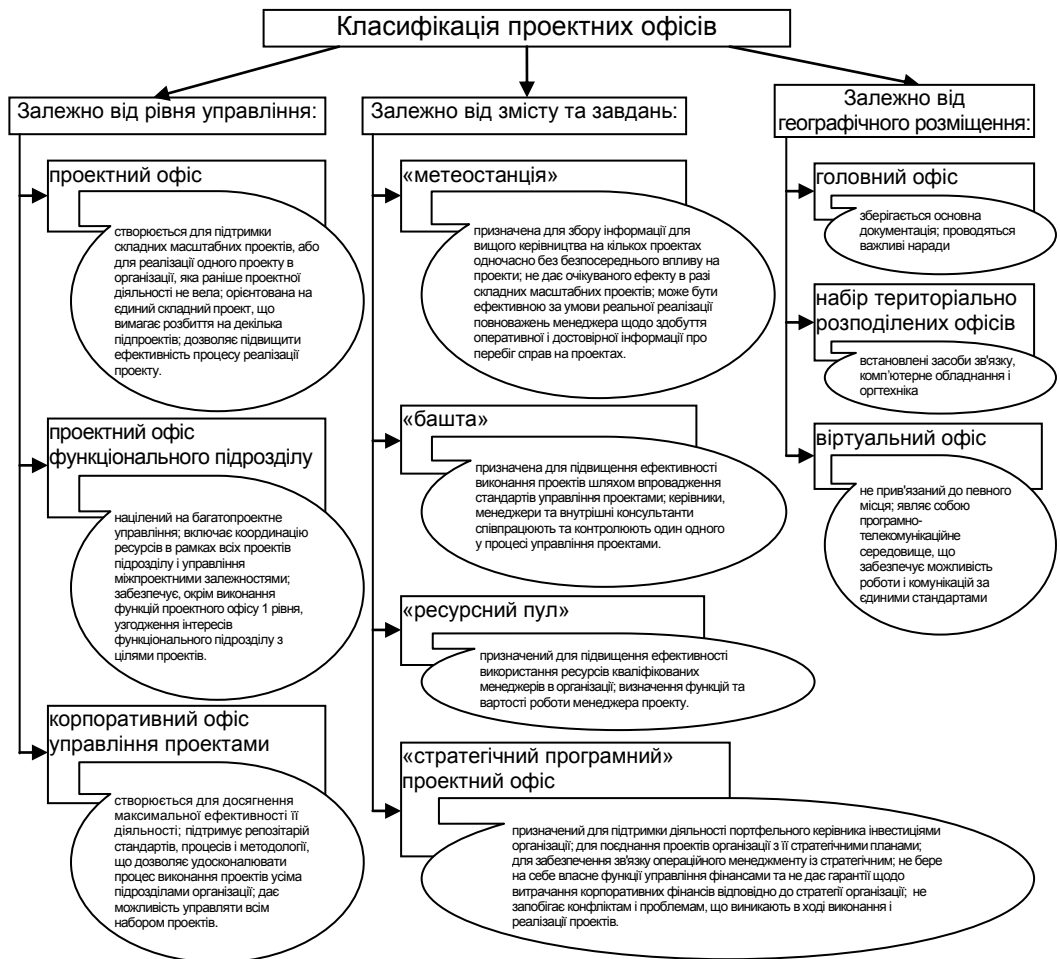 Класифікація проектних офісів
Залежно від рівня управління:
проектний офіс
створюється для підтримки
складних масштабних проектів, або
для реалізації одного проекту в
організації, яка раніше проектної
діяльності не вела; орієнтована на
єдиний складний проект, що
вимагає розбиття на декілька
підпроектів; дозволяє підвищити
ефективність процесу реалізації
проекту.
проектний офіс
функціонального підрозділу
націлений на багатопроектне
управління; включає координацію
ресурсів в рамках всіх проектів
підрозділу і управління
міжпроектними залежностями;
забезпечує, окрім виконання
функцій проектного офісу 1 рівня,
узгодження інтересів
функціонального підрозділу з
цілями проектів.
корпоративний офіс
управління проектами
створюється для досягнення
максимальної ефективності її
діяльності; підтримує репозітарій
стандартів, процесів і методології,
що дозволяє удосконалювати
процес виконання проектів усіма
підрозділами організації; дає
можливість управляти всім
набором проектів.
Залежно від змісту та завдань:
«метеостанція»
призначена для збору інформації для
вищого керівництва на кількох проектах
одночасно без безпосереднього впливу на
проекти; не дає очікуваного ефекту в разі
складних масштабних проектів; може бути
ефективною за умови реальної реалізації
повноважень менеджера щодо здобуття
оперативної і достовірної інформації про
перебіг справ на проектах.
«башта»
призначена для підвищення ефективності
виконання проектів шляхом впровадження
стандартів управління проектами; керівники,
менеджери та внутрішні консультанти
співпрацюють та контролюють один одного
у процесі управління проектами.
«ресурсний пул»
призначений для підвищення ефективності
використання ресурсів кваліфікованих
менеджерів в організації; визначення функцій та
вартості роботи менеджера проекту.
«стратегічний програмний»
проектний офіс
призначений для підтримки діяльності портфельного керівника інвестиціями
організації; для поєднання проектів організації з її стратегічними планами;
для забезпечення зв'язку операційного менеджменту із стратегічним; не бере
на себе власне функції управління фінансами та не дає гарантії щодо
витрачання корпоративних фінансів відповідно до стратегії організації; не
запобігає конфліктам і проблемам, що виникають в ході виконання і
реалізації проектів.
Залежно від
географічного розміщення:
головний офіс
зберігається основна
документація; проводяться
важливі наради
набір територіально
розподілених офісів
встановлені засоби зв'язку,
комп'ютерне обладнання і
оргтехніка
віртуальний офіс
не прив'язаний до певного
місця; являє собою
програмно-
телекомунікаційне
середовище, що
забезпечує можливість
роботи і комунікацій за
єдиними стандартами